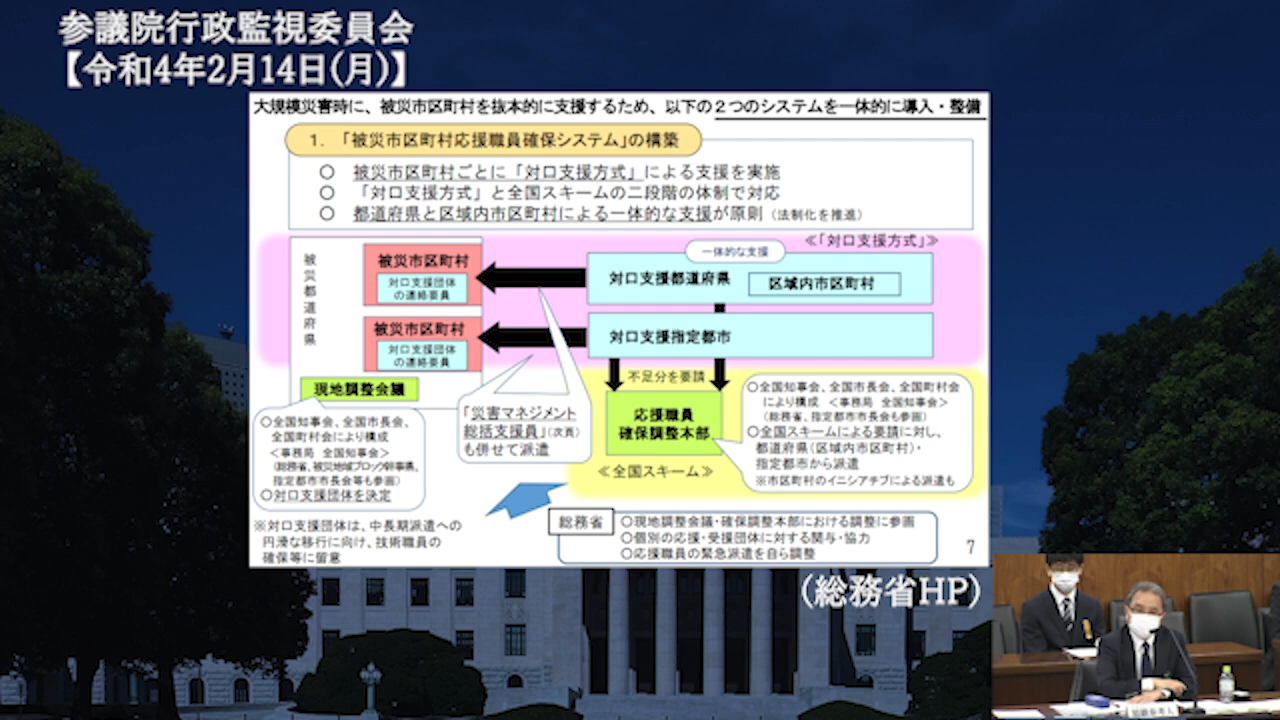 参議院行政監視委員会
【令和4年2月14日(月)】
大規模災害時に、被災市区町村を抜本的に支援するため、以下の２つのシステムを一体的に導入・整備
1. 「被災市区町村応援職員確保システム」の構築
○ 被災市区町村ごとに「対口支援方式」による支援を実施
○ 「対口支援方式」と全国スキームの二段階の体制で対応
○ 都道府県と区域内市区町村による一体的な支援が原則（法制化を推進）
≪「対口支援方式」≫
一体的な支援
被災都道府県
被災市区町村
対口支援団体
の連絡要員
対口支援都道府県
区域内市区町村
被災市区町村
対口支援団体
の連絡要員
対口支援指定都市
現地調整会議
不足分を要請
○全国知事会、全国市長会、
全国町村会により構成
＜事務局 全国知事会＞
（総務省、被災地域ブロック幹事県、
指定都市市長会等も参画）
○対口支援団体を決定
「災害マネジメント
総括支援員」（次頁）
も併せて派遣
応援職員
確保調整本部
≪全国スキーム≫
○全国知事会、全国市長会、全国町村会
により構成 ＜事務局 全国知事会＞
（総務省、指定都市市長会も参画）
○全国スキームによる要請に対し、
都道府県（区域内市区町村）・
指定都市から派遣
※市区町村のイニシアチブによる派遣も
※対口支援団体は、中長期派遣への
円滑な移行に向け、技術職員の
確保等に留意
総務省
○現地調整会議・確保調整本部における調整に参画
○個別の応援・受援団体に対する関与・協力
○応援職員の緊急派遣を自ら調整
7
(総務省HP)